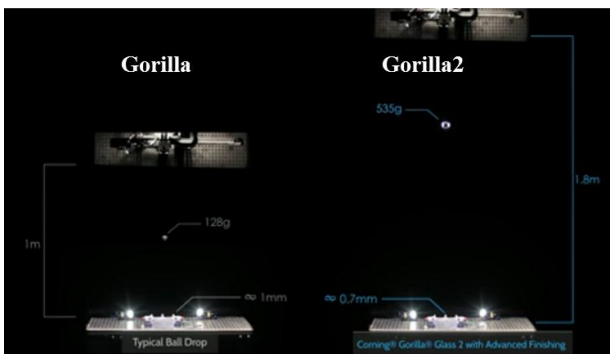 Gorilla
Gorilla2
535g
1.8m
128g
1m
∞ 1mm
∞ 0.7mm
Typical Ball Drop
Corning® Gorilla® Glass 2 with Advanced Finishing